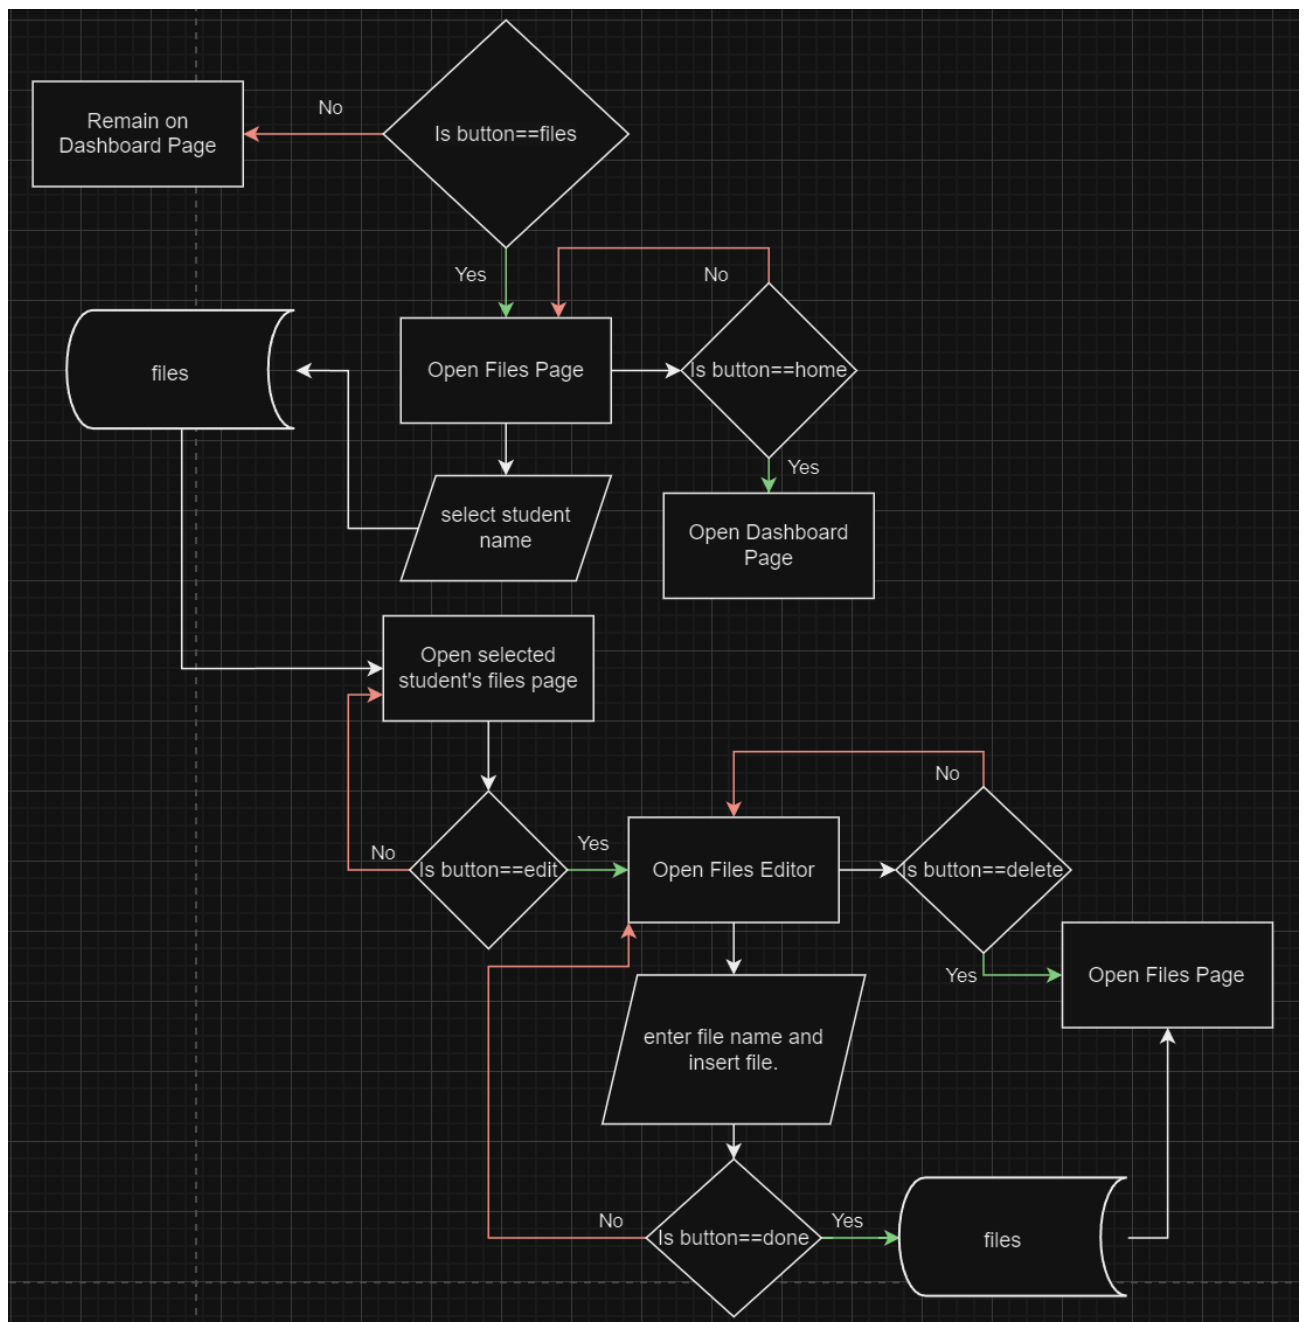 No
Remain on
Dashboard Page
Is button==files
Yes
No
files
Open Files Page
Is button==home
Yes
select student
name
Open Dashboard
Page
Open selected
student's files page
No
No
Is button==edit
Yes
Open Files Editor
Is button==delete
Yes
Open Files Page
enter file name and
insert file.
No
Is button==done
Yes
files